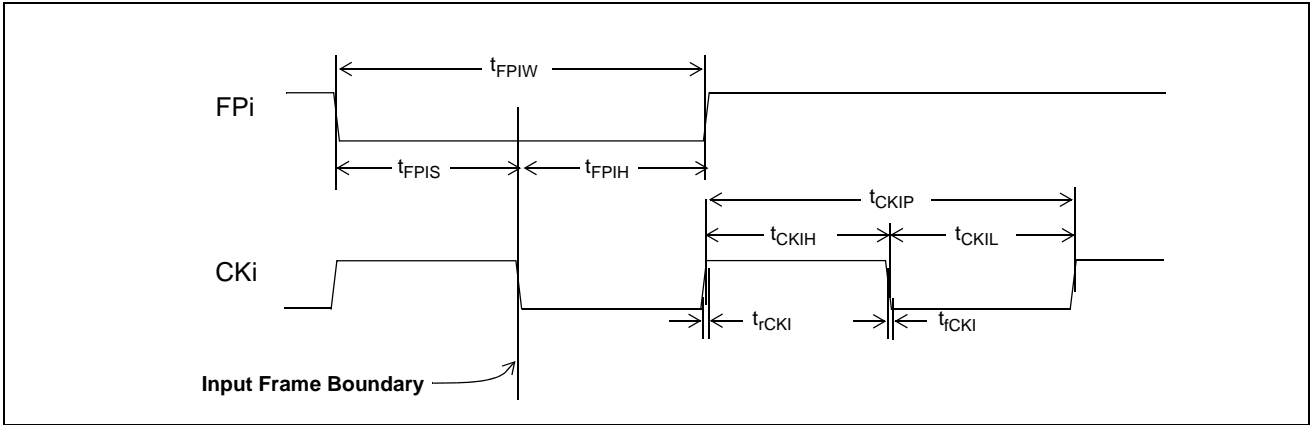 tFPIW
FPi
tFPIS
tFPIH
tCKIP
tCKIH
tCKIL
CKi
trCKI
tfCKI
Input Frame Boundary